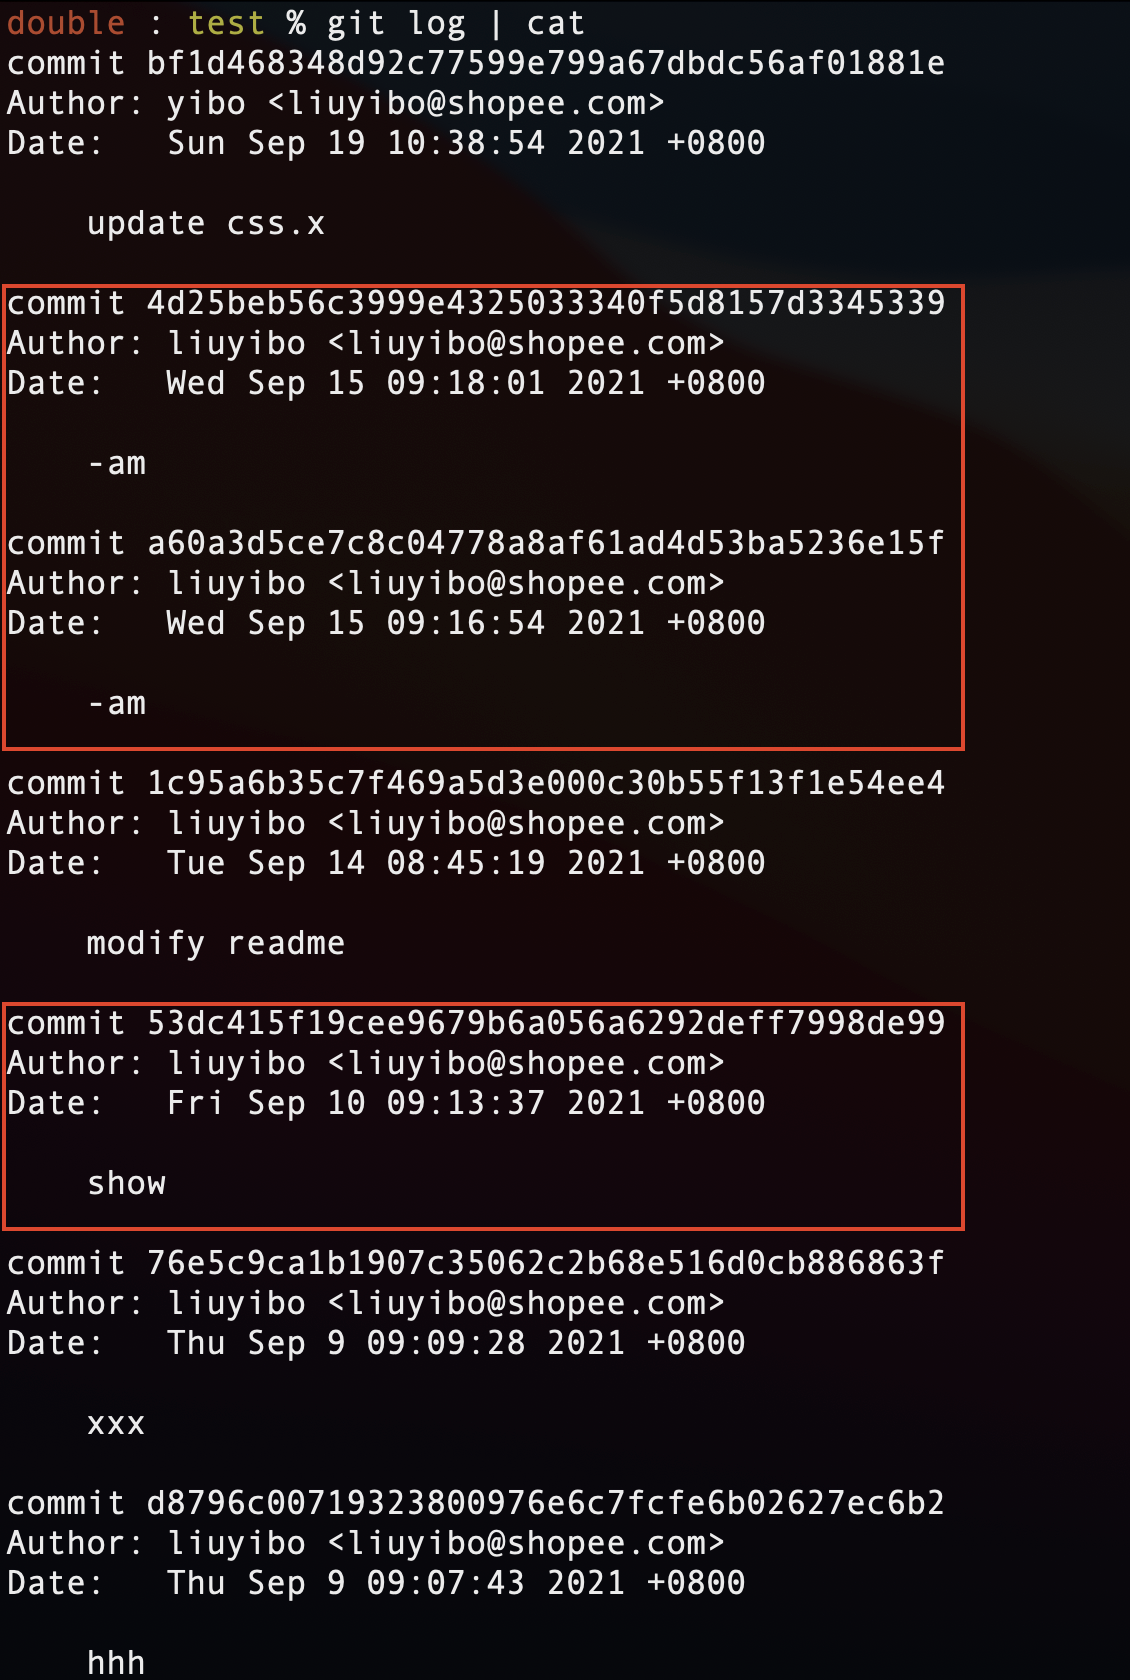 double : test % git log | cat
commit bf1d468348d92c77599e799a67dbdc56af01881e
Author: yibo <liuyibo@shopee.com>
Date:   Sun Sep 19 10:38:54 2021 +0800
update css.x
commit 4d25beb56c3999e4325033340f5d8157d3345339
Author: liuyibo <liuyibo@shopee.com>
Date:   Wed Sep 15 09:18:01 2021 +0800
-am
commit a60a3d5ce7c8c04778a8af61ad4d53ba5236e15f
Author: liuyibo <liuyibo@shopee.com>
Date:   Wed Sep 15 09:16:54 2021 +0800
-am
commit 1c95a6b35c7f469a5d3e000c30b55f13f1e54ee4
Author: liuyibo <liuyibo@shopee.com>
Date:   Tue Sep 14 08:45:19 2021 +0800
modify readme
commit 53dc415f19cee9679b6a056a6292deff7998de99
Author: liuyibo <liuyibo@shopee.com>
Date:   Fri Sep 10 09:13:37 2021 +0800
show
commit 76e5c9ca1b1907c35062c2b68e516d0cb886863f
Author: liuyibo <liuyibo@shopee.com>
Date:   Thu Sep 9 09:09:28 2021 +0800
xxx
commit d8796c00719323800976e6c7fcfe6b02627ec6b2
Author: liuyibo <liuyibo@shopee.com>
Date:   Thu Sep 9 09:07:43 2021 +0800
hhh